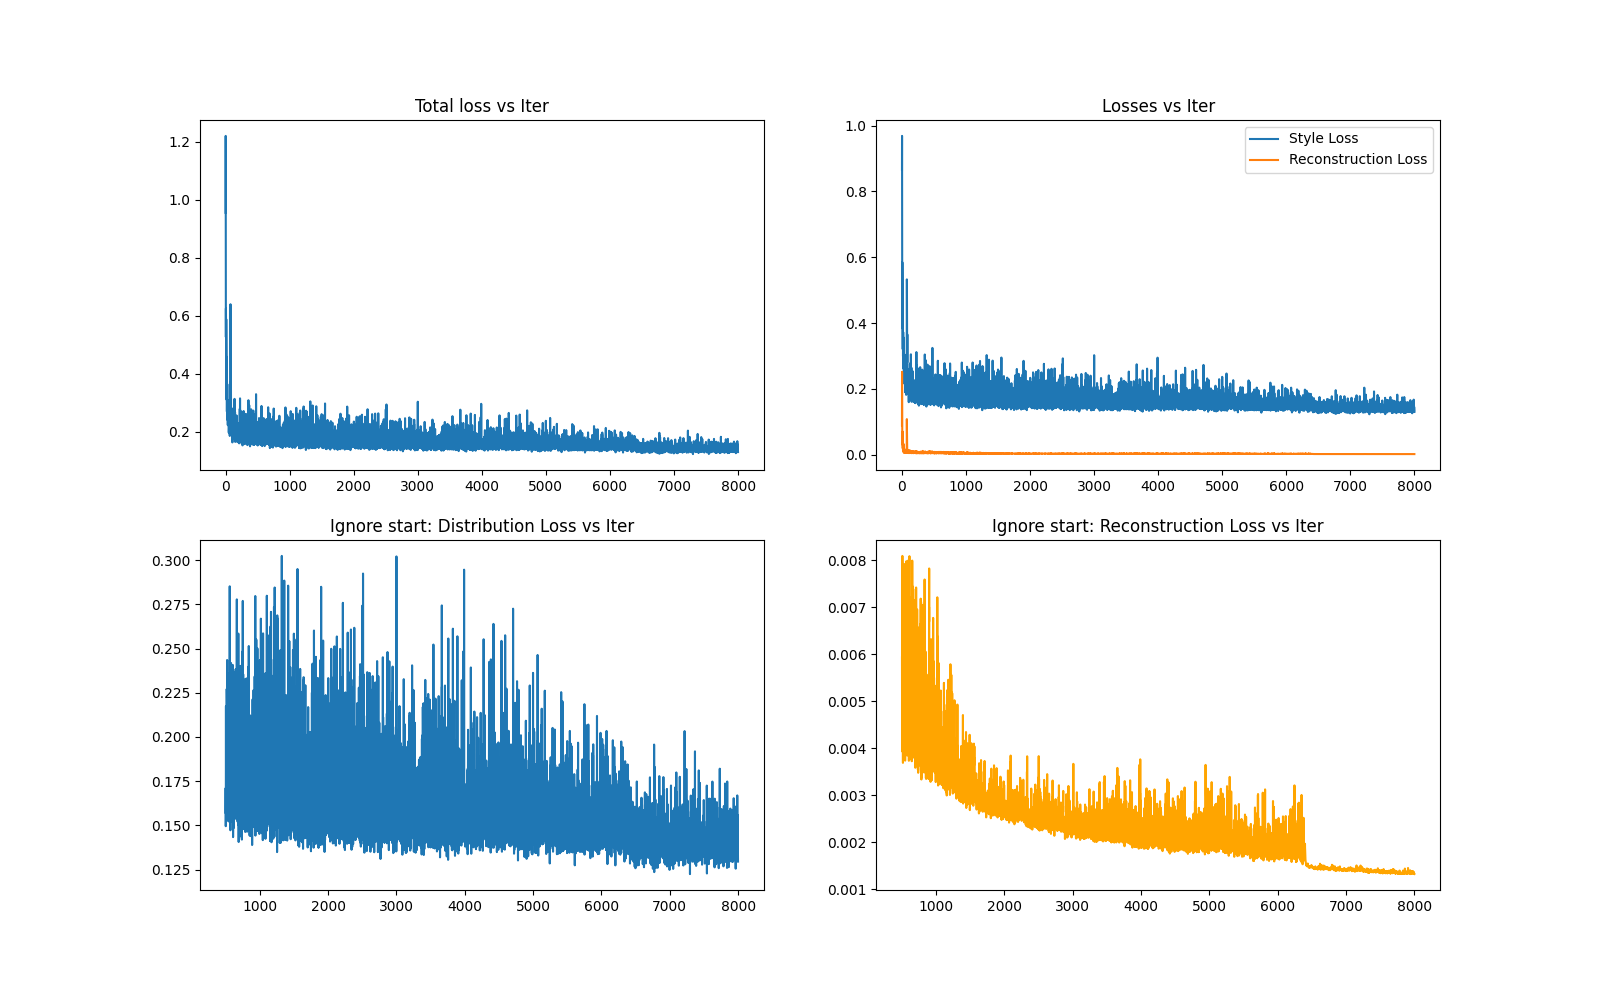 Total loss vs Iter
1.2
1.0
0.8
0.6
0.4
0.2
0 1000 2000 3000 4000 5000 6000 7000 8000
Losses vs Iter
Style Loss
Reconstruction Loss
1.0
0.8
0.6
0.4
0.2
0.0
0 1000 2000 3000 4000 5000 6000 7000 8000
Ignore start: Distribution Loss vs Iter
0.300
0.275
0.250
0.225
0.200
0.175
0.150
0.125
1000 2000 3000 4000 5000 6000 7000 8000
Ignore start: Reconstruction Loss vs Iter
0.008
0.007
0.006
0.005
0.004
0.003
0.002
0.001
1000 2000 3000 4000 5000 6000 7000 8000